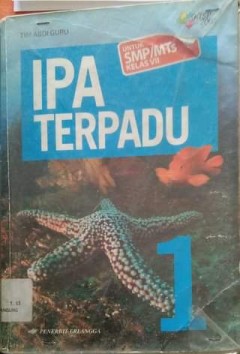 TIM ABDI GURU
UNTUK
SMP/MTs
KELAS VII
IPA
TERPADU
1
PENERBIT ERLANGGA